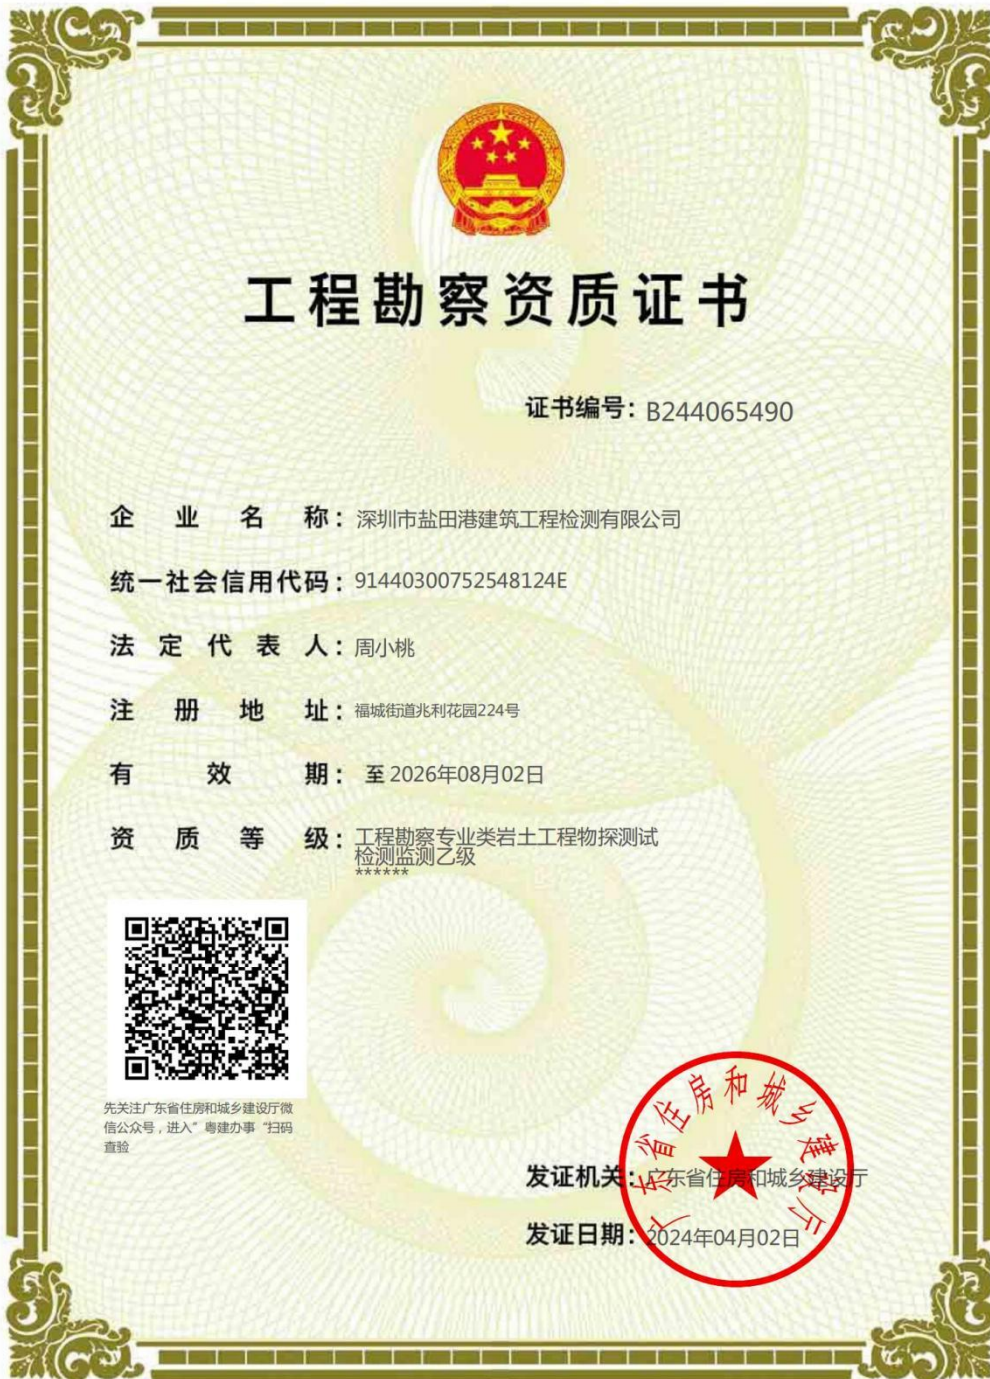 工程勘察资质证书
证书编号：B244065490
企业名称：深圳市盐田港建筑工程检测有限公司
统一社会信用代码：91440300752548124E
法定代表人：周小桃
注册地址：福城街道兆利花园224号
有效期：至2026年08月02日
资质等级：工程勘察专业类岩土工程物探测试
检测监测乙级
******
先关注广东省住房和城乡建设厅微
信公众号，进入”粤建办事“扫码
查验
广东省住房和城乡建设厅
发证机关：广东省住房和城乡建设厅
发证日期：2024年04月02日